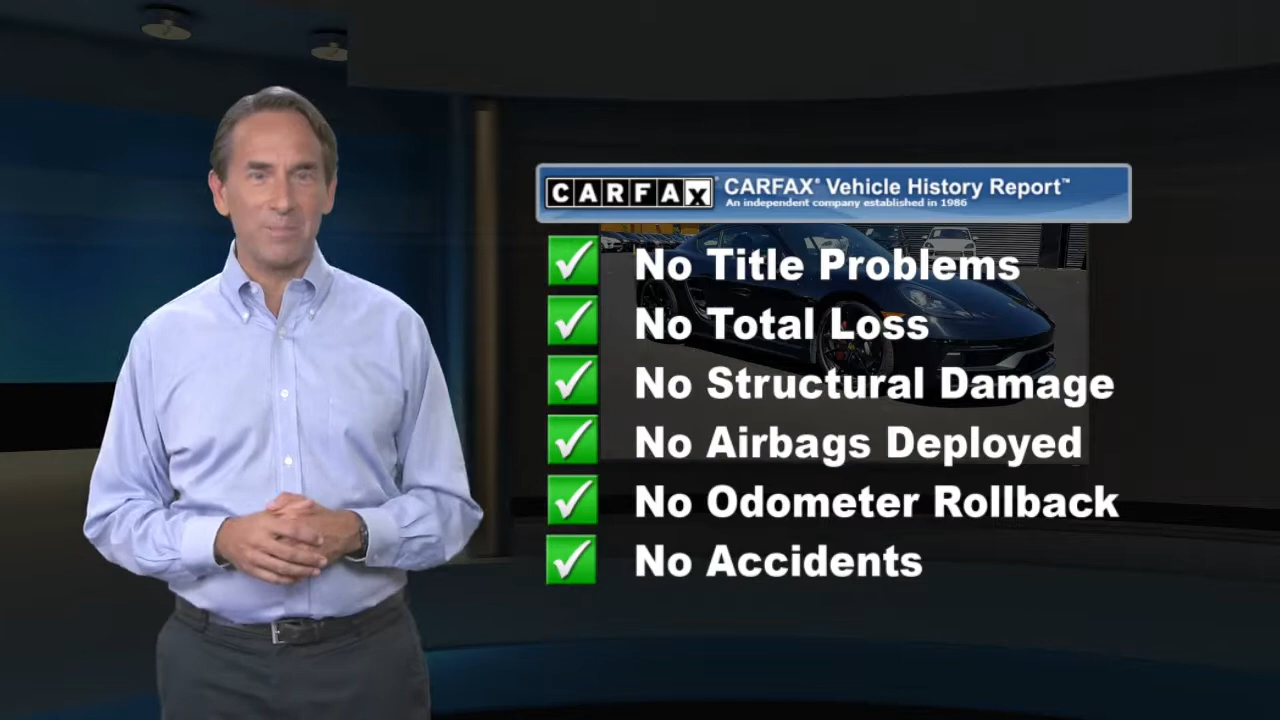 CARFAX
CARFAX® Vehicle History Report™
An independent company established in 1986
No Title Problems
No Total Loss
No Structural Damage
No Airbags Deployed
No Odometer Rollback
No Accidents